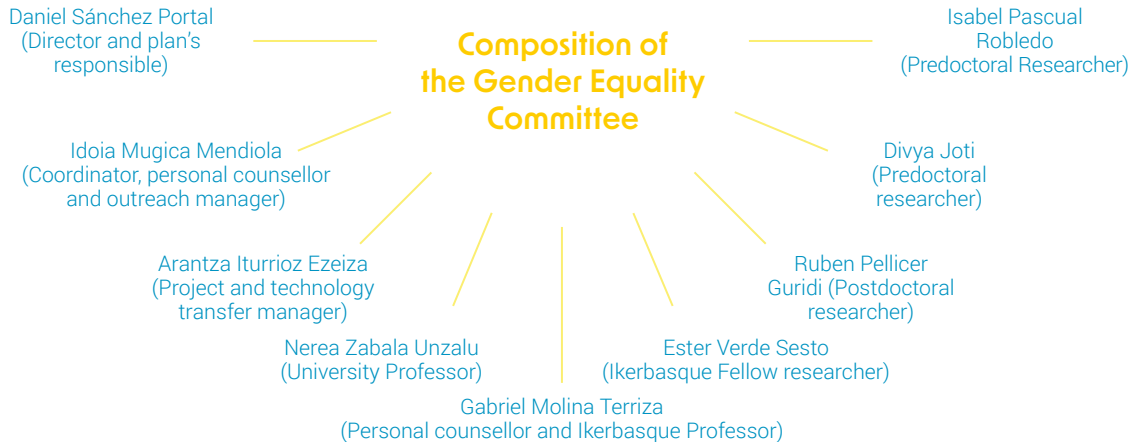 Composition of
the Gender Equality
Committee
Daniel Sánchez Portal
(Director and plan's
responsible)
Idoia Mugica Mendiola
(Coordinator, personal counsellor
and outreach manager)
Arantza Iturrioz Ezeiza
(Project and technology
transfer manager)
Nerea Zabala Unzalu
(University Professor)
Gabriel Molina Terriza
(Personal counsellor and Ikerbasque Professor)
Ester Verde Sesto
(Ikerbasque Fellow researcher)
Ruben Pellicer
Guridi (Postdoctoral
researcher)
Divya Joti
(Predoctoral
researcher)
Isabel Pascual
Robledo
(Predoctoral Researcher)